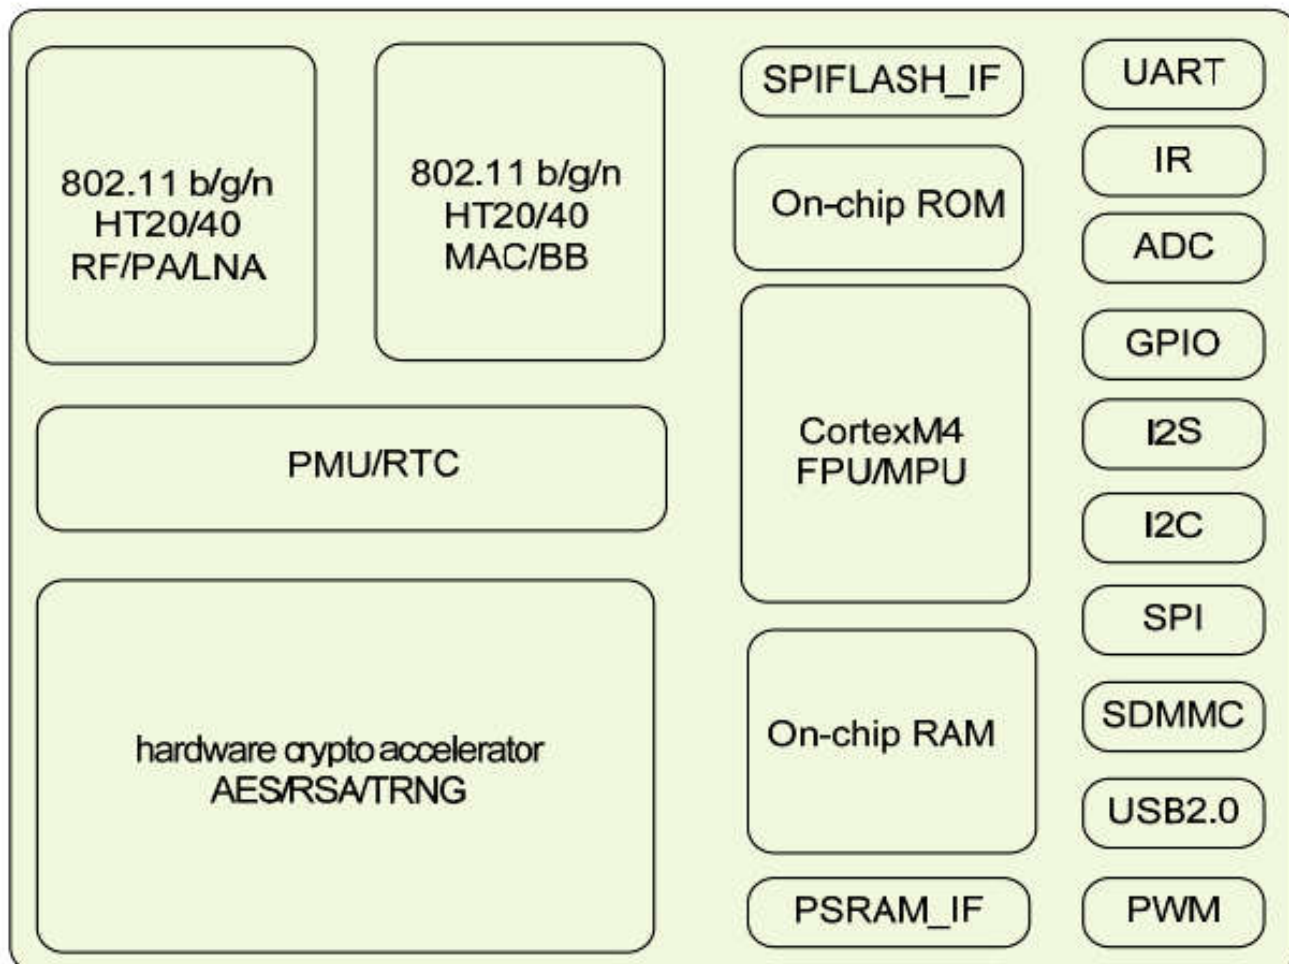 802.11 b/g/n
HT20/40
RF/PA/LNA
802.11 b/g/n
HT20/40
MAC/BB
PMU/RTC
hardware crypto accelerator
AES/RSA/TRNG
SPIFLASH_IF
On-chip ROM
CortexM4
FPU/MPU
On-chip RAM
PSRAM_IF
UART
IR
ADC
GPIO
I2S
I2C
SPI
SDMMC
USB2.0
PWM